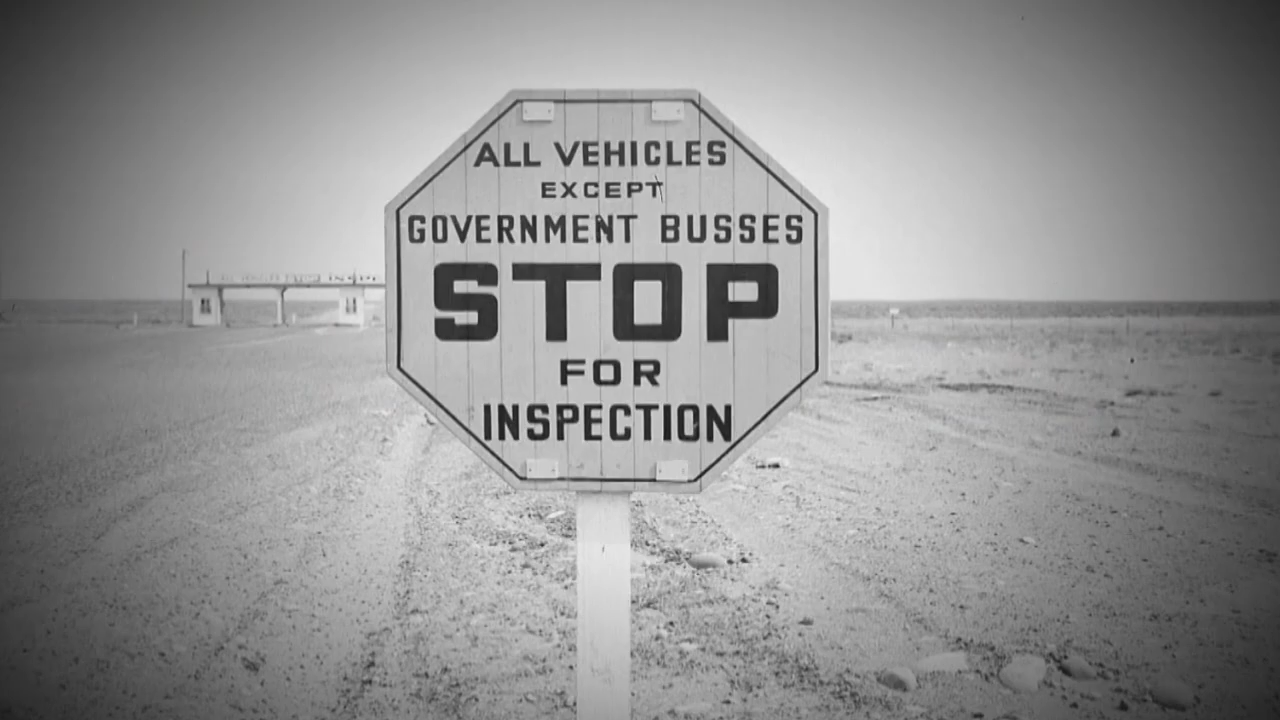 ALL VEHICLES
EXCEPT
GOVERNMENT BUSSES
STOP
FOR
INSPECTION